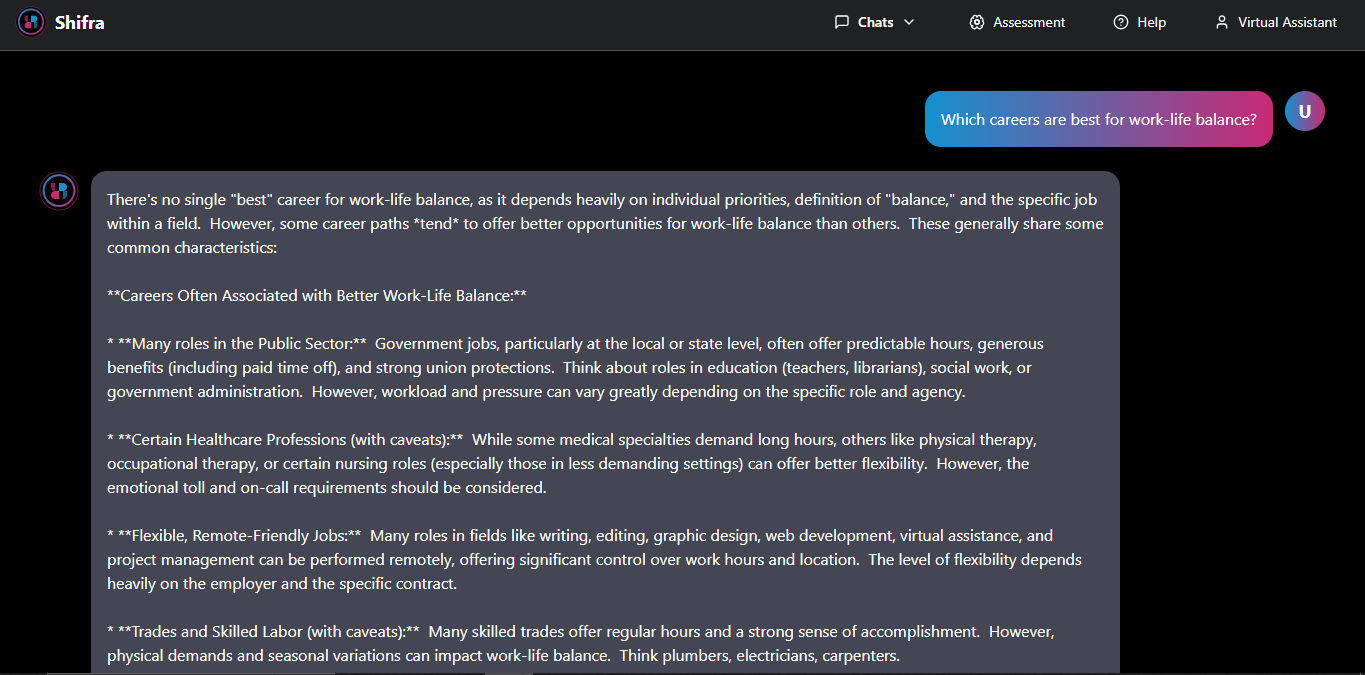 Shifra
Chats
Assessment
Help
Virtual Assistant
Which careers are best for work-life balance?
U
There's no single "best" career for work-life balance, as it depends heavily on individual priorities, definition of "balance," and the specific job
within a field.  However, some career paths *tend* to offer better opportunities for work-life balance than others.  These generally share some
common characteristics:
**Careers Often Associated with Better Work-Life Balance:**
* **Many roles in the Public Sector:**  Government jobs, particularly at the local or state level, often offer predictable hours, generous
benefits (including paid time off), and strong union protections.  Think about roles in education (teachers, librarians), social work, or
government administration.  However, workload and pressure can vary greatly depending on the specific role and agency.
* **Certain Healthcare Professions (with caveats):**  While some medical specialties demand long hours, others like physical therapy,
occupational therapy, or certain nursing roles (especially those in less demanding settings) can offer better flexibility.  However, the
emotional toll and on-call requirements should be considered.
* **Flexible, Remote-Friendly Jobs:**  Many roles in fields like writing, editing, graphic design, web development, virtual assistance, and
project management can be performed remotely, offering significant control over work hours and location.  The level of flexibility depends
heavily on the employer and the specific contract.
* **Trades and Skilled Labor (with caveats):**  Many skilled trades offer regular hours and a strong sense of accomplishment.  However,
physical demands and seasonal variations can impact work-life balance.  Think plumbers, electricians, carpenters.